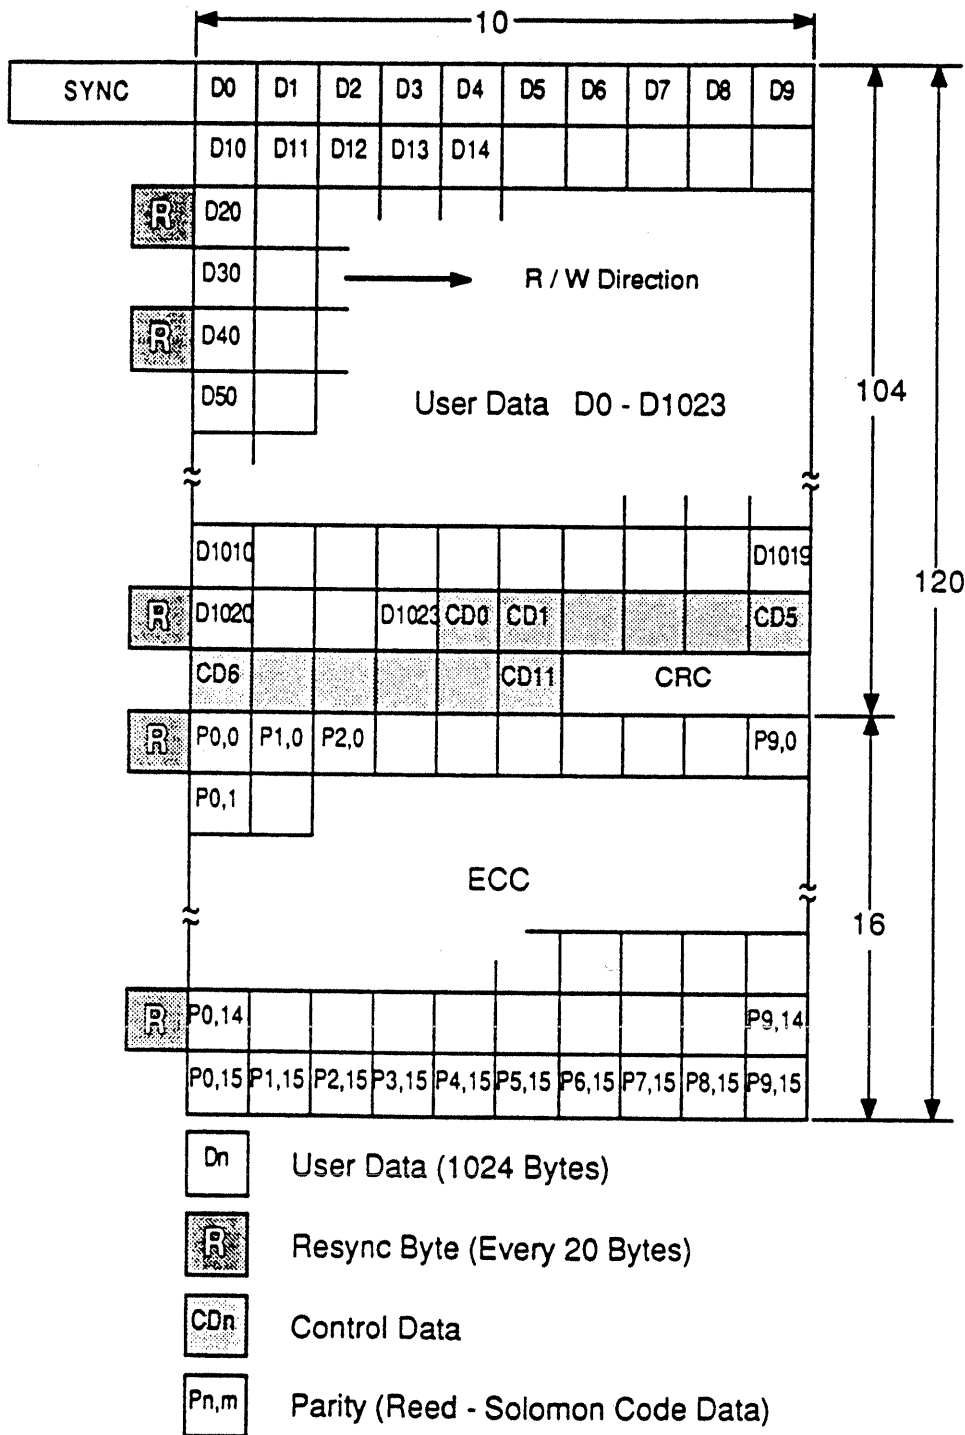 10
SYNC D0 D1 D2 D3 D4 D5 D6 D7 D8 D9
D10 D11 D12 D13 D14
R D20
D30 R / W Direction
R D40
D50 User Data D0 - D1023
104
D1010 D1019
120
R D1020 D1023 CD0 CD1 CD5
CD6 CD11 CRC
R P0,0 P1,0 P2,0 P9,0
P0,1
ECC
16
R P0,14 P9,14
P0,15 P1,15 P2,15 P3,15 P4,15 P5,15 P6,15 P7,15 P8,15 P9,15
Dn User Data (1024 Bytes)
R Resync Byte (Every 20 Bytes)
CDn Control Data
Pn,m Parity (Reed - Solomon Code Data)